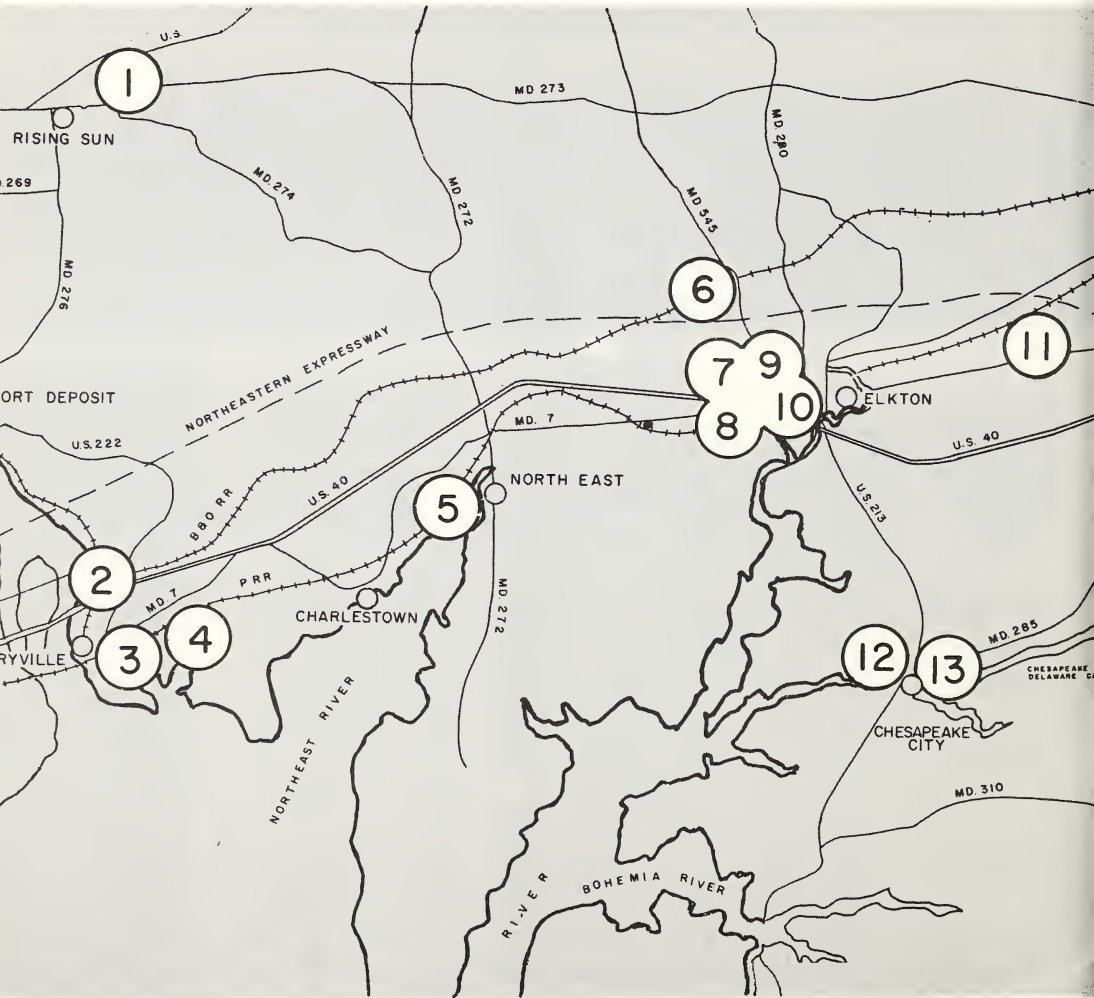 U.S.
1
MD 273
RISING SUN
MD. 280
.269
MD. 274
MD. 272
MD 545
MD 276
6
NORTHEASTERN EXPRESSWAY
7
9
11
ORT DEPOSIT
8
10
ELKTON
U.S. 222
MD. 7
U.S. 40
B&O RR
U.S. 40
5
NORTH EAST
U.S. 213
2
PRR
MD. 7
MD. 272
CHARLESTOWN
RYVILLE
3
4
12
13
MD. 285
CHESAPEAKE
DELAWARE
CHESAPEAKE
CITY
NORTHEAST RIVER
MD. 310
BOHEMIA RIVER
RIVER